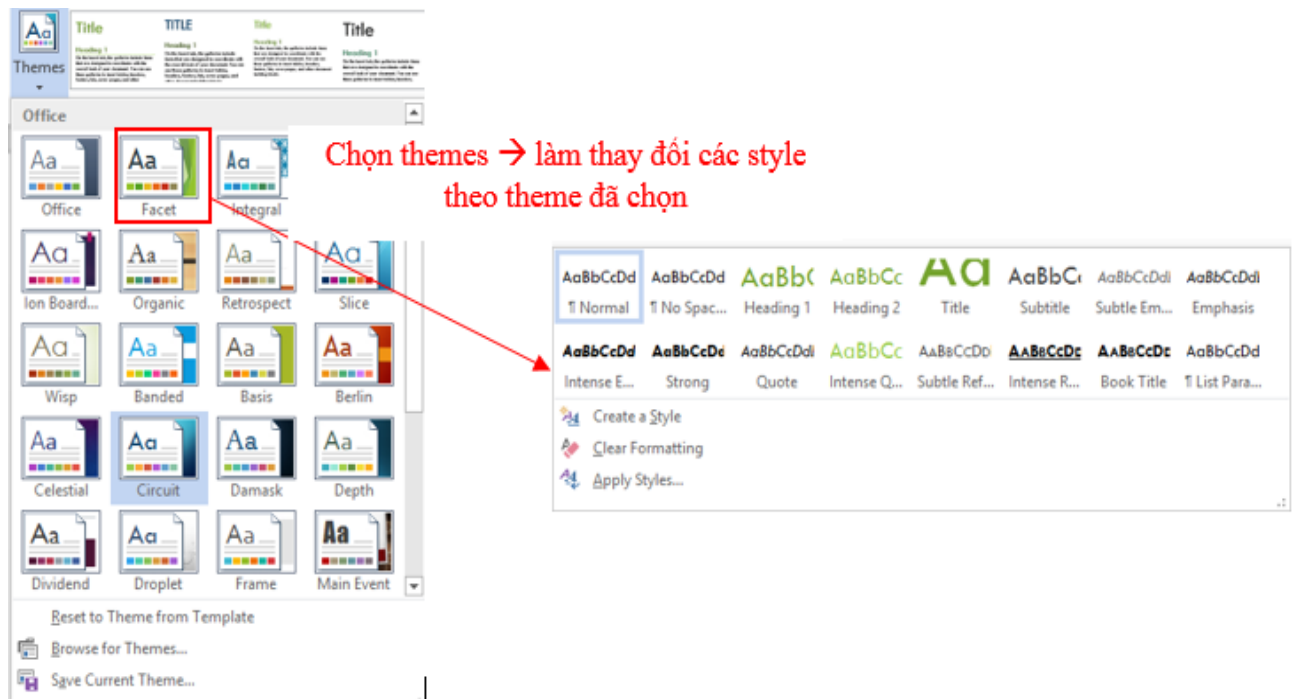 Themes
Title
TITLE
Title
Title
Heading 1
Heading 1
Heading 1
Heading 1
Office
Aa
Aa
Aa
Office
Facet
Integral
Chọn themes → làm thay đổi các style
theo theme đã chọn
Aa
Aa
Aa
Aa
Ion Board...
Organic
Retrospect
Slice
Aa
Aa
Aa
Aa
Wisp
Banded
Basis
Berlin
Aa
Aa
Aa
Aa
Celestial
Circuit
Damask
Depth
Aa
Aa
Aa
Aa
Dividend
Droplet
Frame
Main Event
Reset to Theme from Template
Browse for Themes...
Save Current Theme...
AaBbCcDd AaBbCcDd AaBb( AaBbCc Aa AaBbC AaBbCcDd AaBbCcDd
¶ Normal ¶ No Spac... Heading 1 Heading 2 Title Subtitle Subtle Em... Emphasis
AaBbCcDd AaBbCcDd AaBbCcDd AaBbCc AaBbCcDd AaBbCcDd AaBbCcDd AaBbCcDd
Intense E... Strong Quote Intense Q... Subtle Ref... Intense R... Book Title ¶ List Para...
Create a Style
Clear Formatting
Apply Styles...